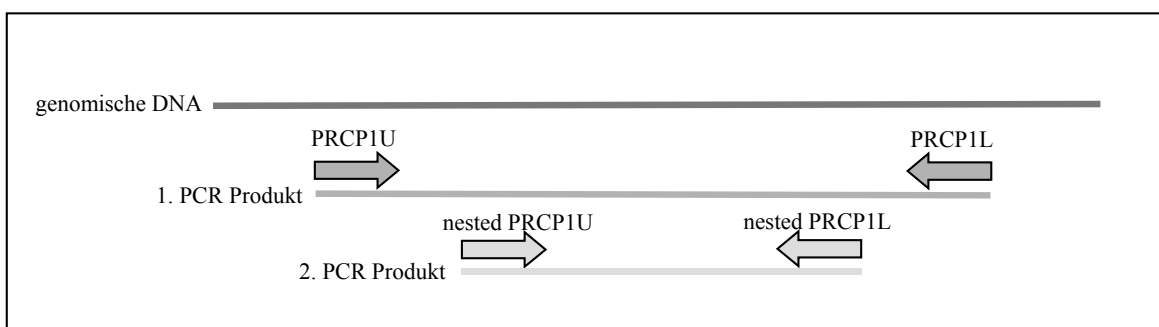 genomische DNA
PRCP1U PRCP1L
1. PCR Produkt
nested PRCP1U nested PRCP1L
2. PCR Produkt